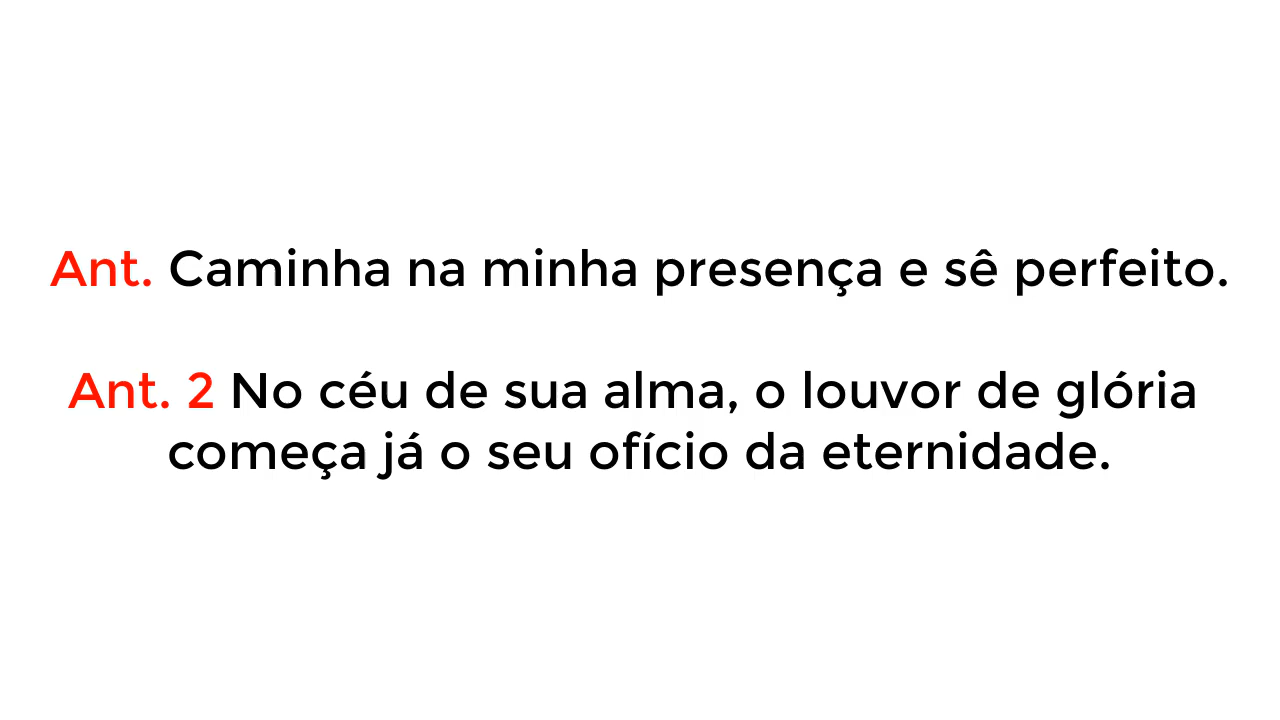 Ant. Caminha na minha presença e sê perfeito.
Ant. 2 No céu de sua alma, o louvor de glória
começa já o seu ofício da eternidade.